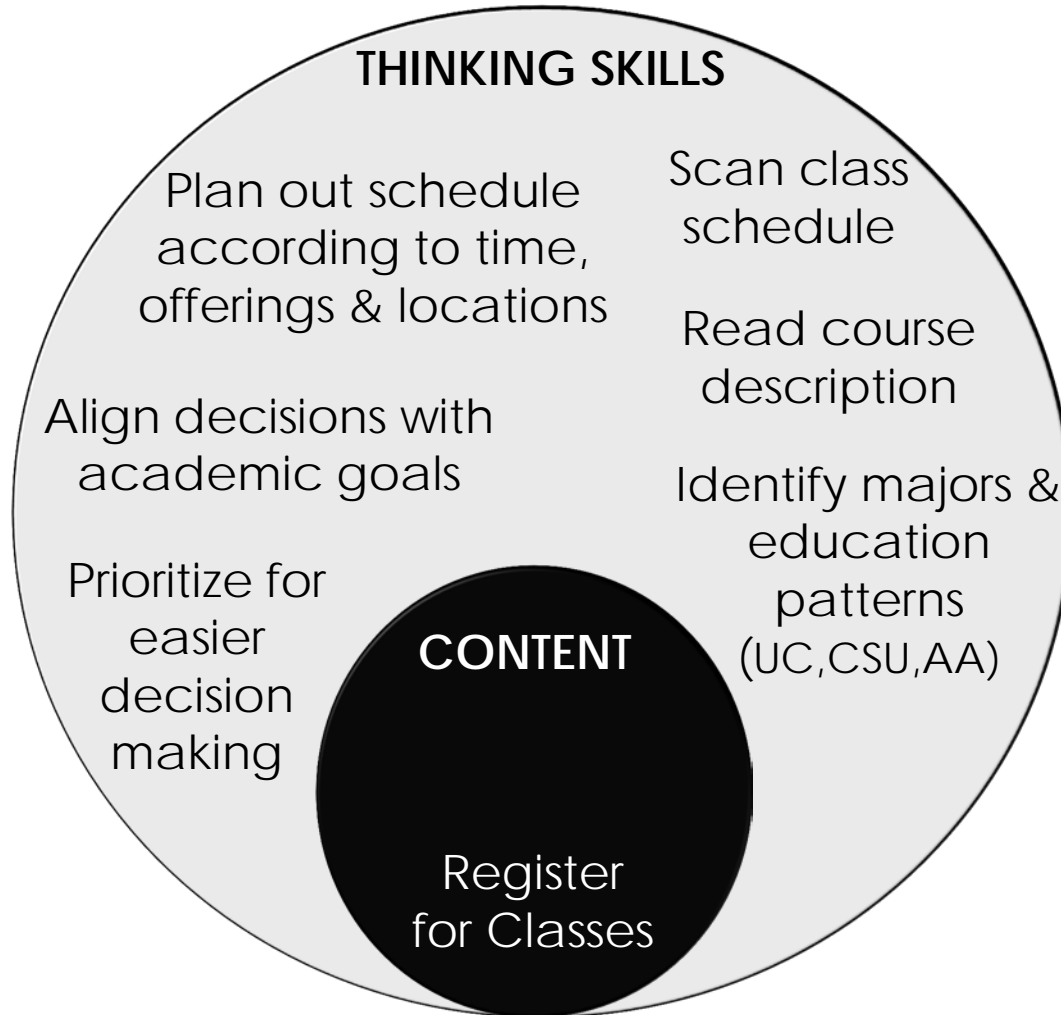 THINKING SKILLS
Plan out schedule
according to time,
offerings & locations
Align decisions with
academic goals
Prioritize for
easier
decision
making
Scan class
schedule
Read course
description
Identify majors &
education
patterns
(UC,CSU,AA)
CONTENT
Register
for Classes